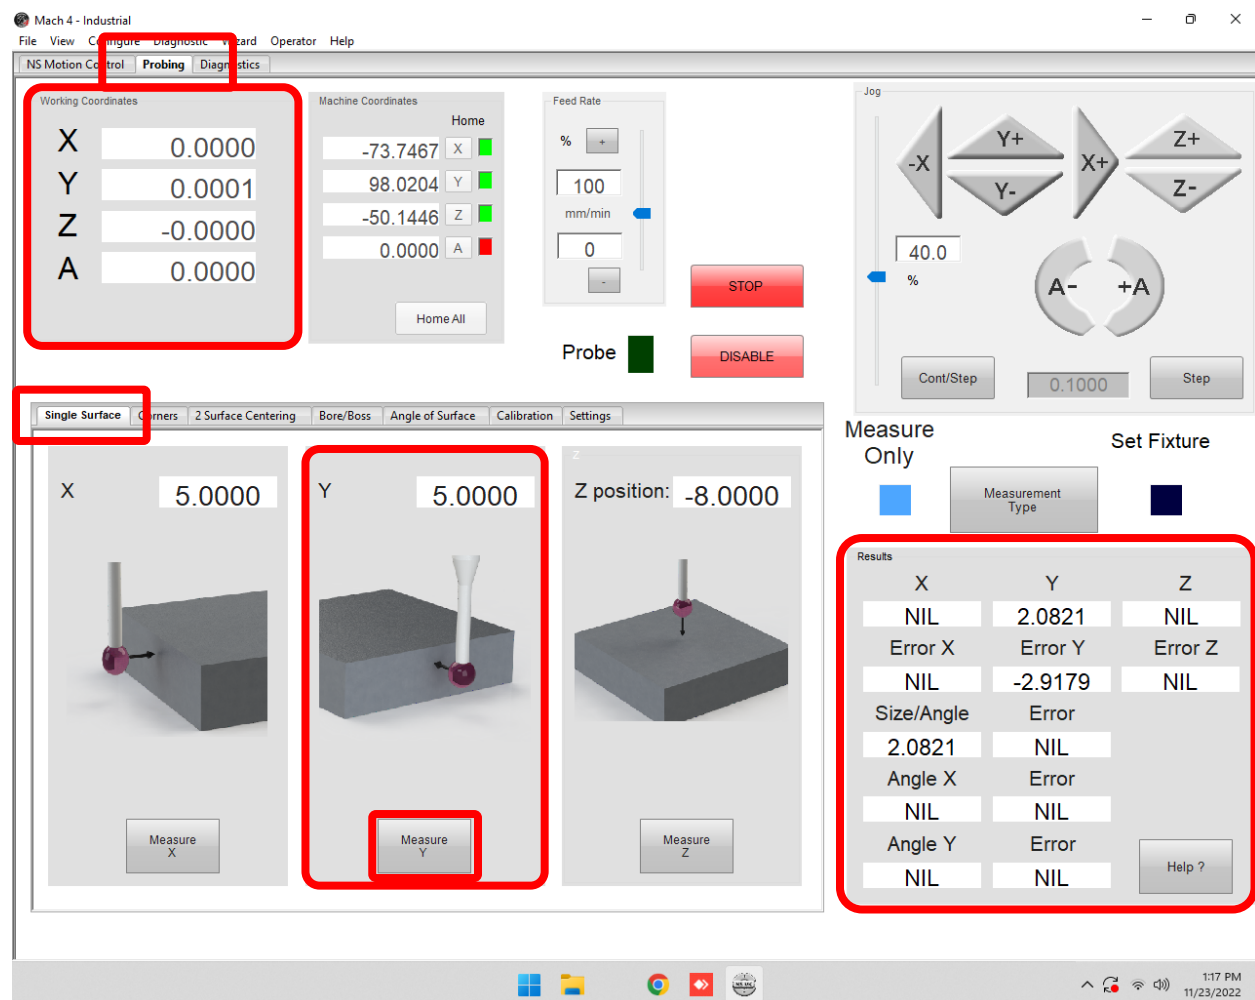 Mach 4 - Industrial
File View Configure Diagnostic Wizard Operator Help
NS Motion Control Probing Diagnostics
Working Coordinates
X 0.0000
Y 0.0001
Z -0.0000
A 0.0000
Machine Coordinates
Home
-73.7467 X
98.0204 Y
-50.1446 Z
0.0000 A
Home All
Feed Rate
% +
100
mm/min
0
-
Probe
STOP
DISABLE
Jog
-X Y+ X+ Z+
Y- Z-
40.0
%
A- +A
Cont/Step 0.1000 Step
Single Surface Corners 2 Surface Centering Bore/Boss Angle of Surface Calibration Settings
X 5.0000
Measure
X
Y 5.0000
Measure
Y
Z
Z position: -8.0000
Measure
Z
Measure
Only
Measurement
Type
Set Fixture
Results
X Y Z
NIL 2.0821 NIL
Error X Error Y Error Z
NIL -2.9179 NIL
Size/Angle Error
2.0821 NIL
Angle X Error
NIL NIL
Angle Y Error
NIL NIL
Help ?
1:17 PM
11/23/2022